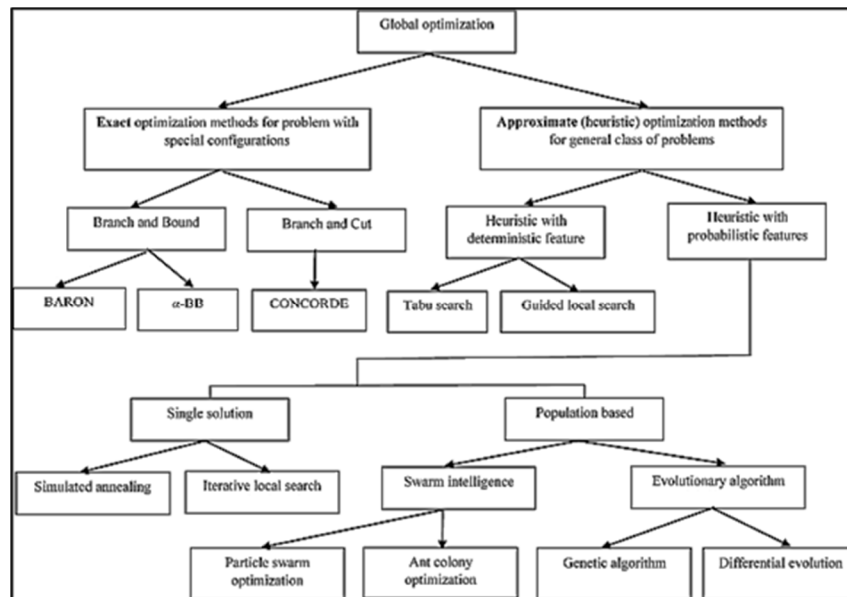 Global optimization
Exact optimization methods for problem with
special configurations
Approximate (heuristic) optimization methods
for general class of problems
Branch and Bound
Branch and Cut
Heuristic with
deterministic feature
Heuristic with
probabilistic features
BARON
α-BB
CONCORDE
Tabu search
Guided local search
Single solution
Population based
Simulated annealing
Iterative local search
Swarm intelligence
Evolutionary algorithm
Particle swarm
optimization
Ant colony
optimization
Genetic algorithm
Differential evolution